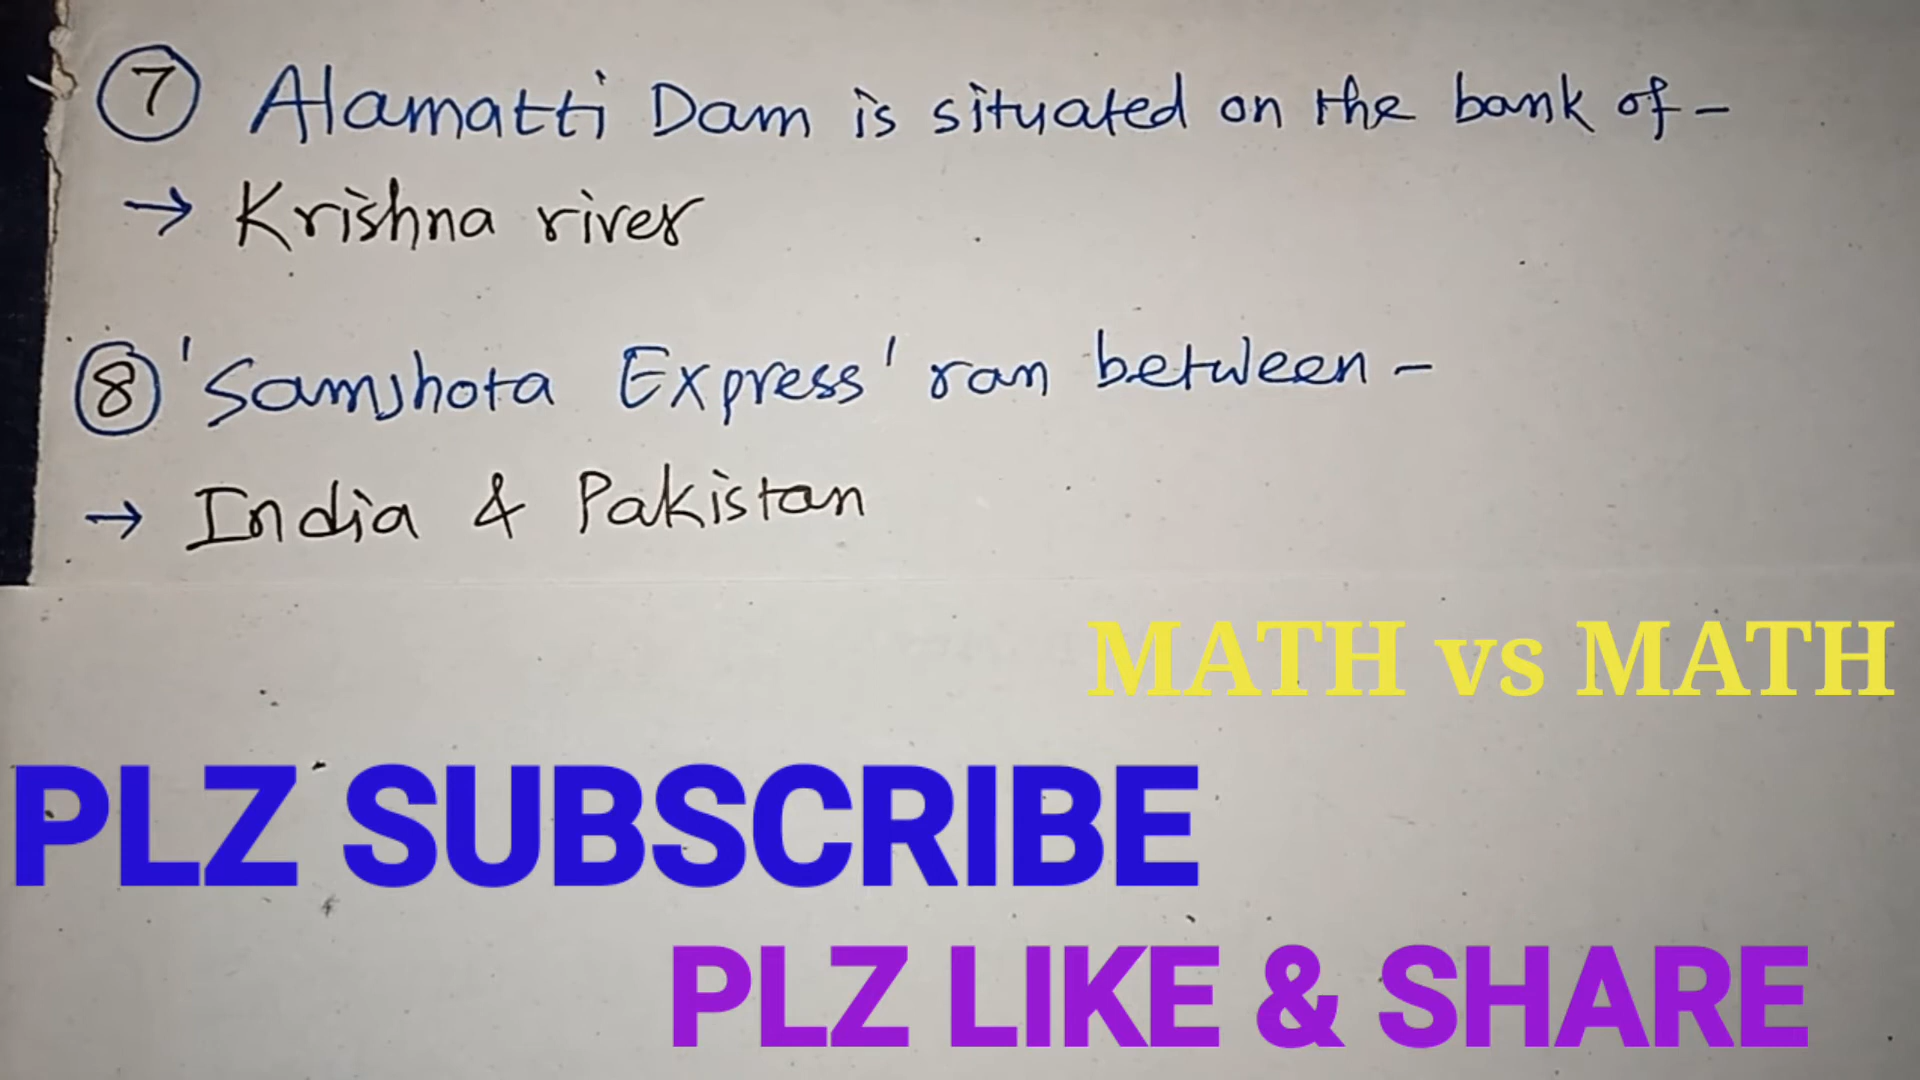 7 Alamatti Dam is situated on the bank of -
→ Krishna river
8 'Samjhota Express' ran between -
→ India & Pakistan
MATH vs MATH
PLZ SUBSCRIBE
PLZ LIKE & SHARE